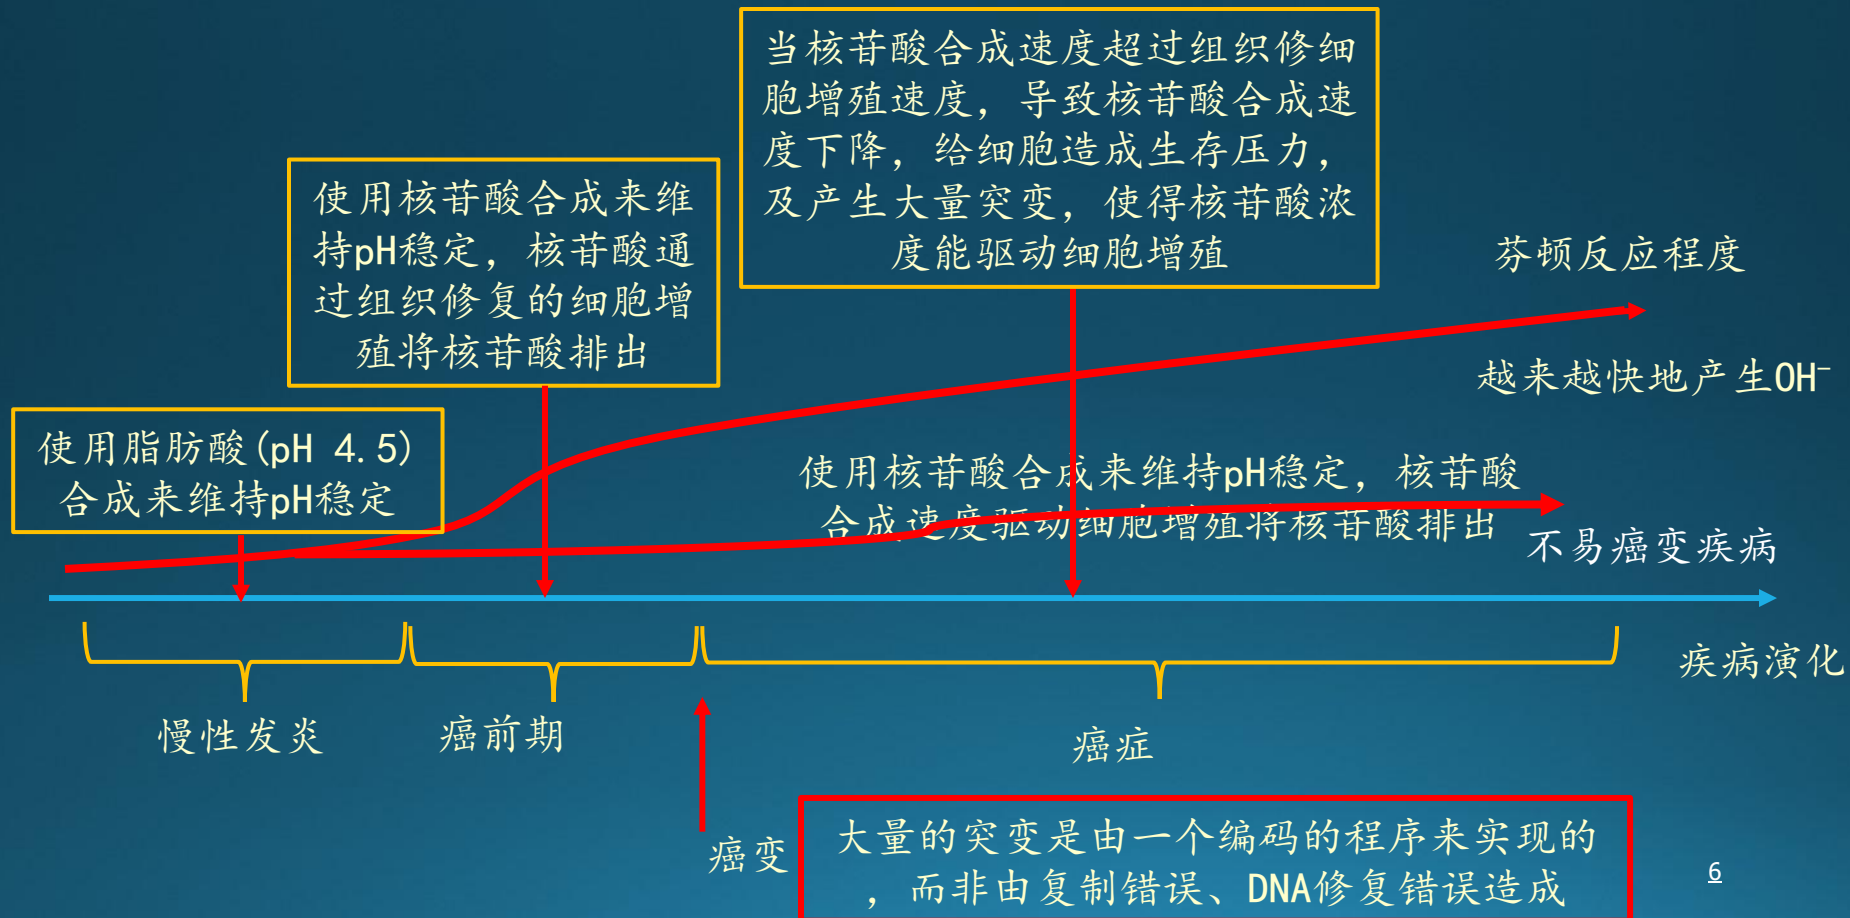 当核苷酸合成速度超过组织修细
胞增殖速度，导致核苷酸合成速
度下降，给细胞造成生存压力，
及产生大量突变，使得核苷酸浓
度能驱动细胞增殖
使用核苷酸合成来维
持pH稳定，核苷酸通
过组织修复的细胞增
殖将核苷酸排出
芬顿反应程度
越来越快地产生OH⁻
使用脂肪酸(pH 4.5)
合成来维持pH稳定
使用核苷酸合成来维持pH稳定，核苷酸
合成速度驱动细胞增殖将核苷酸排出
不易癌变疾病
疾病演化
慢性发炎
癌前期
癌症
癌变
大量的突变是由一个编码的程序来实现的
，而非由复制错误、DNA修复错误造成
6